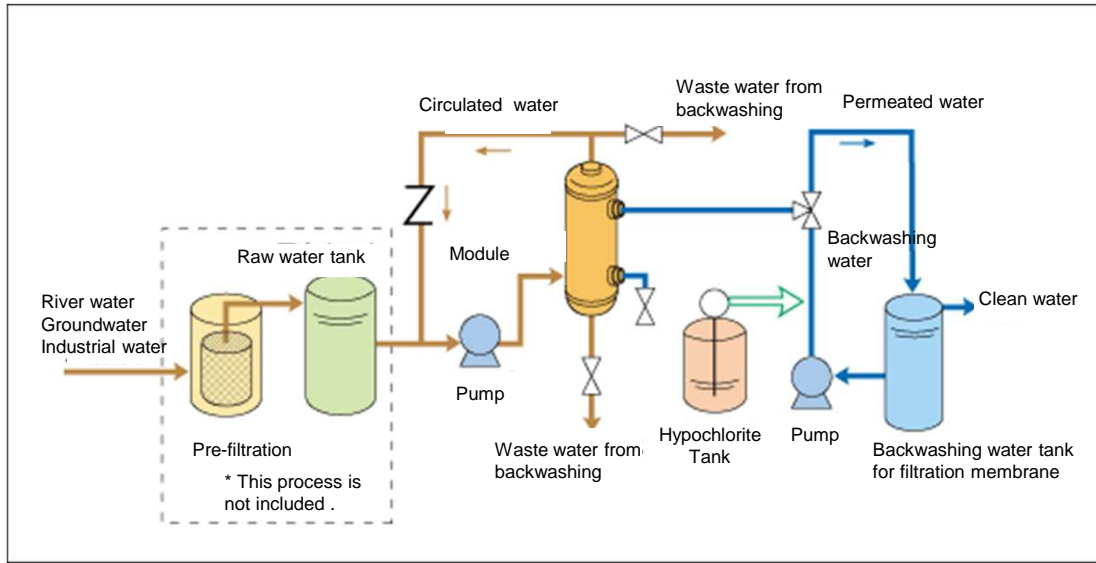 Waste water from
backwashing
Circulated water
Permeated water
Raw water tank
Module
Backwashing
water
River water
Groundwater
Industrial water
Clean water
Pump
Pre-filtration
Waste water from
backwashing
Hypochlorite
Tank
Pump
Backwashing water tank
for filtration membrane
* This process is
not included .